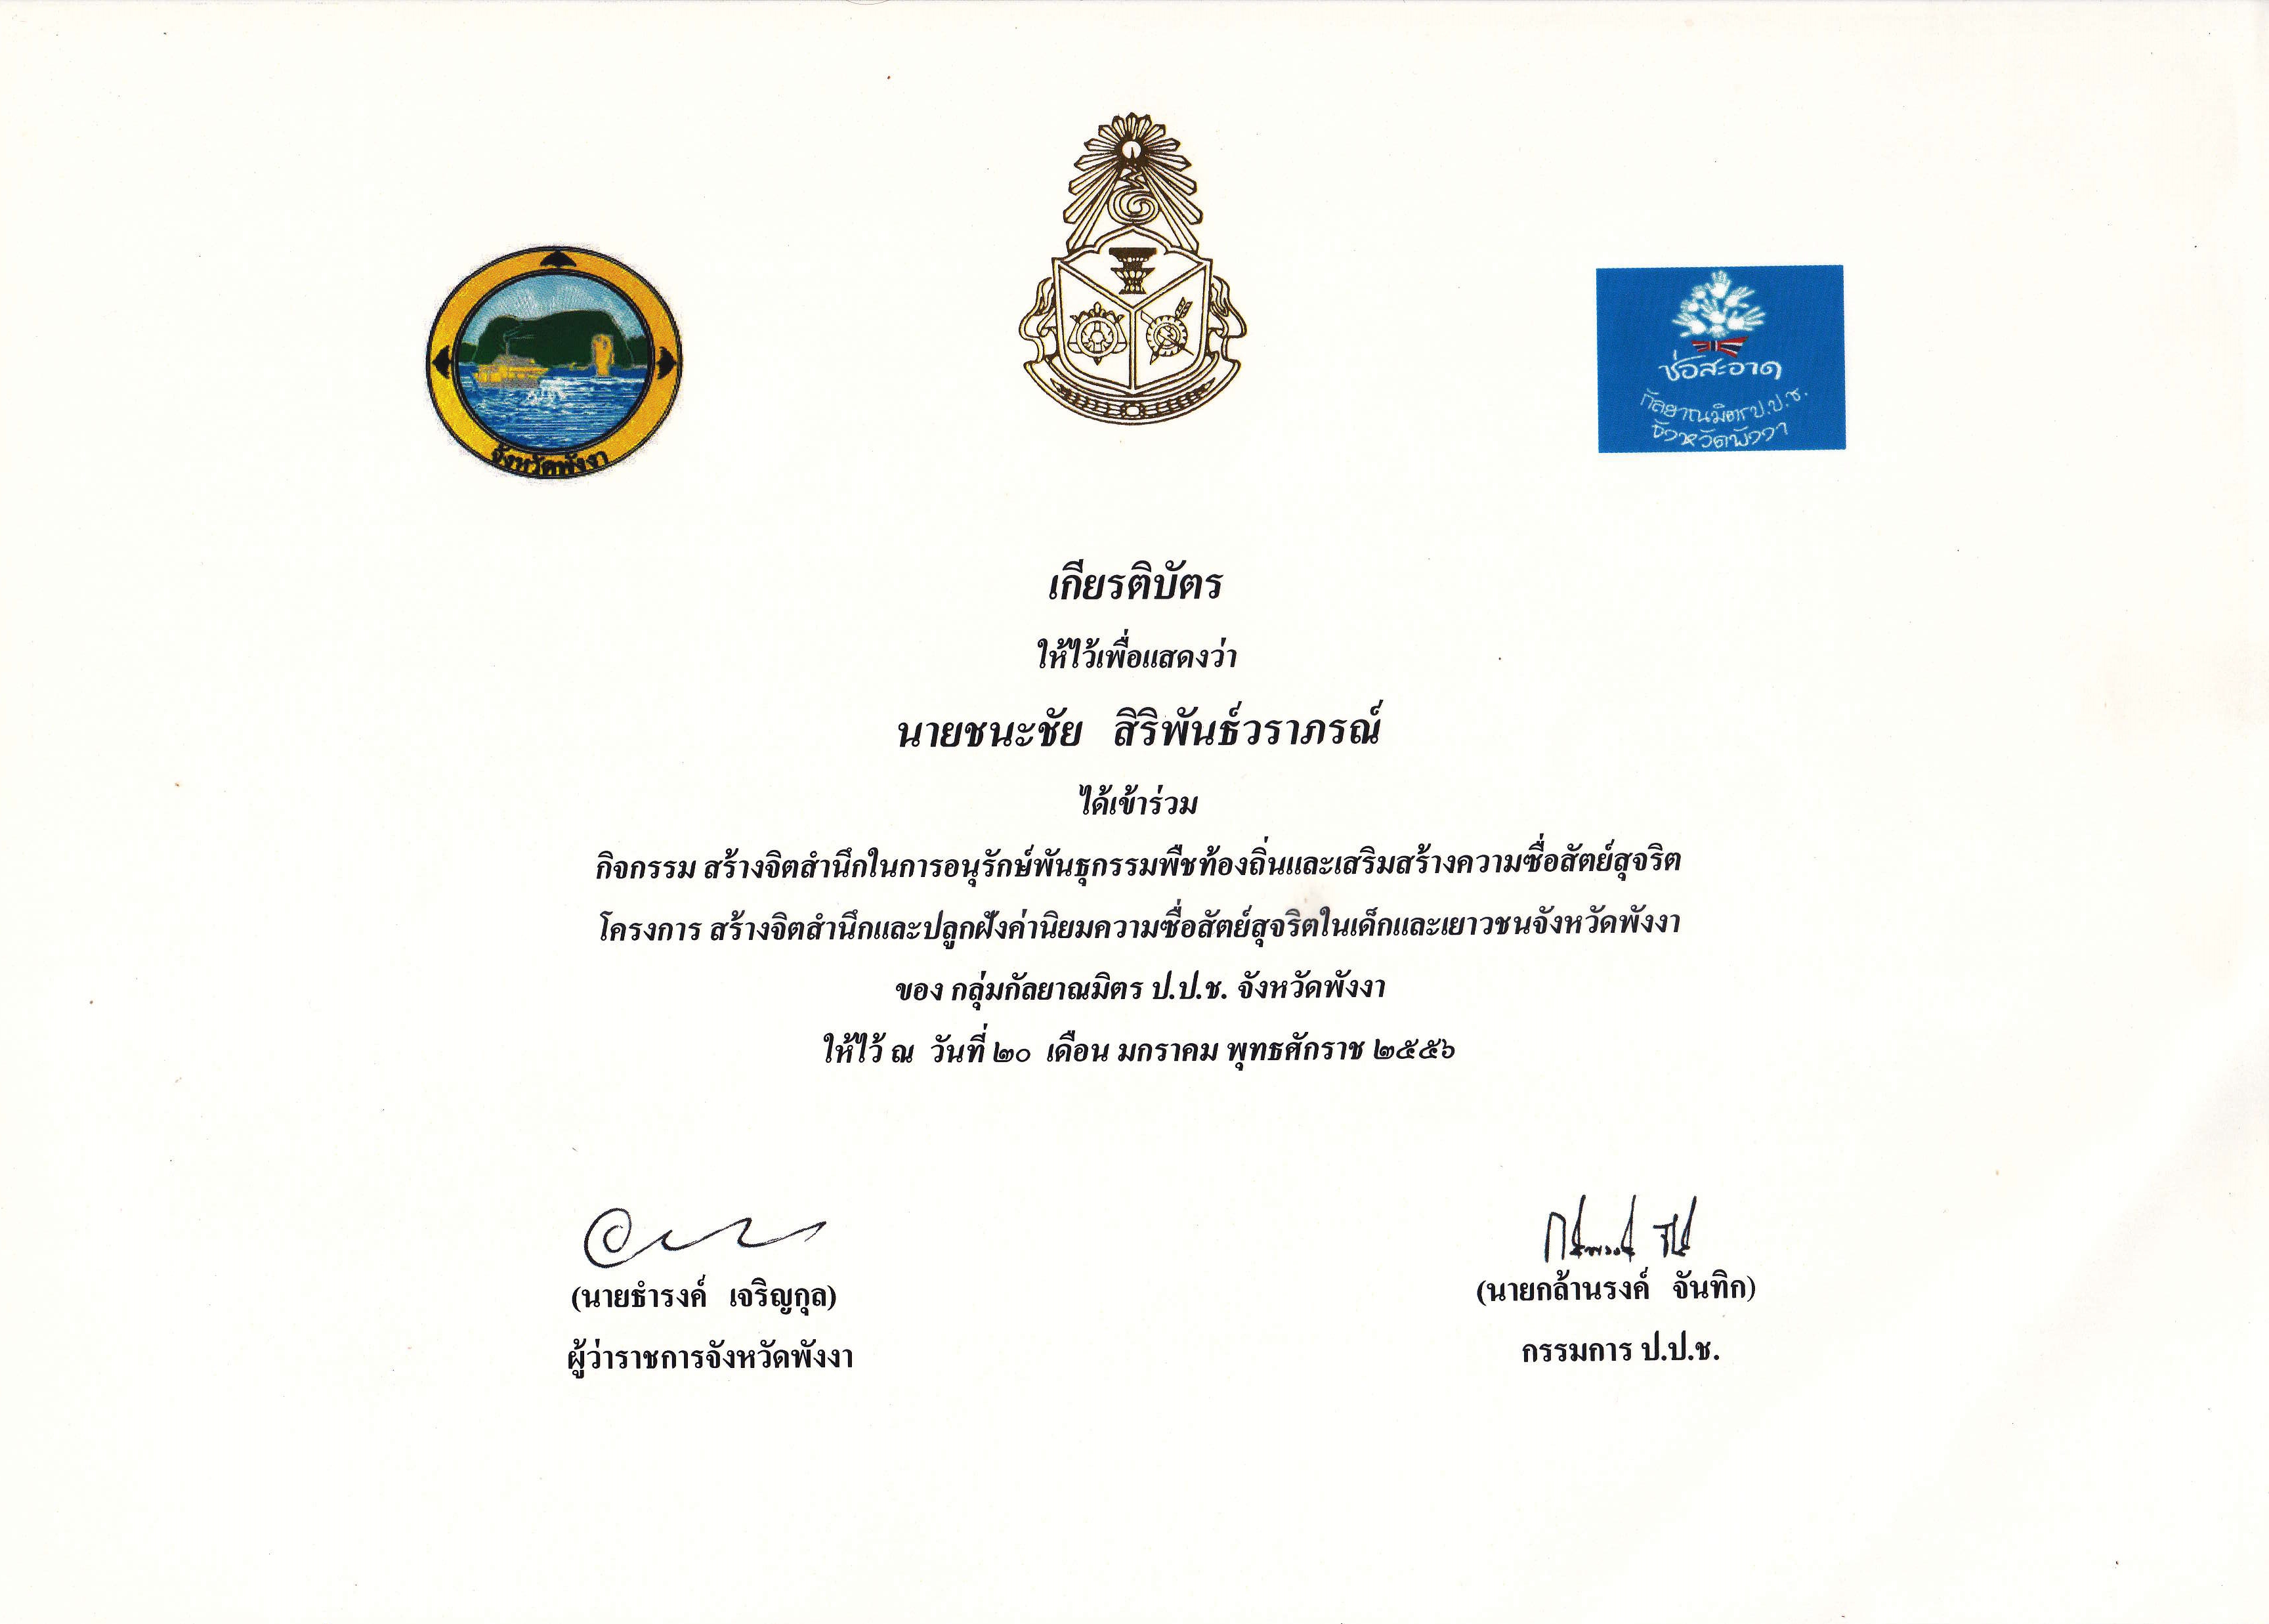 จังหวัดพังงา
ช่อสะอาด
กัลยาณมิตรป.ป.ช.
จังหวัดพังงา
เกียรติบัตร
ให้ไว้เพื่อแสดงว่า
นายชนะชัย สิริพันธ์วราภรณ์
ได้เข้าร่วม
กิจกรรม สร้างจิตสำนึกในการอนุรักษ์พันธุกรรมพืชท้องถิ่นและเสริมสร้างความซื่อสัตย์สุจริต
โครงการ สร้างจิตสำนึกและปลูกฝังค่านิยมความซื่อสัตย์สุจริตในเด็กและเยาวชนจังหวัดพังงา
ของ กลุ่มกัลยาณมิตร ป.ป.ช. จังหวัดพังงา
ให้ไว้ ณ วันที่ ๒๐ เดือน มกราคม พุทธศักราช ๒๕๕๖
(นายธำรงค์ เจริญกุล)
ผู้ว่าราชการจังหวัดพังงา
(นายกล้านรงค์ จันทิก)
กรรมการ ป.ป.ช.